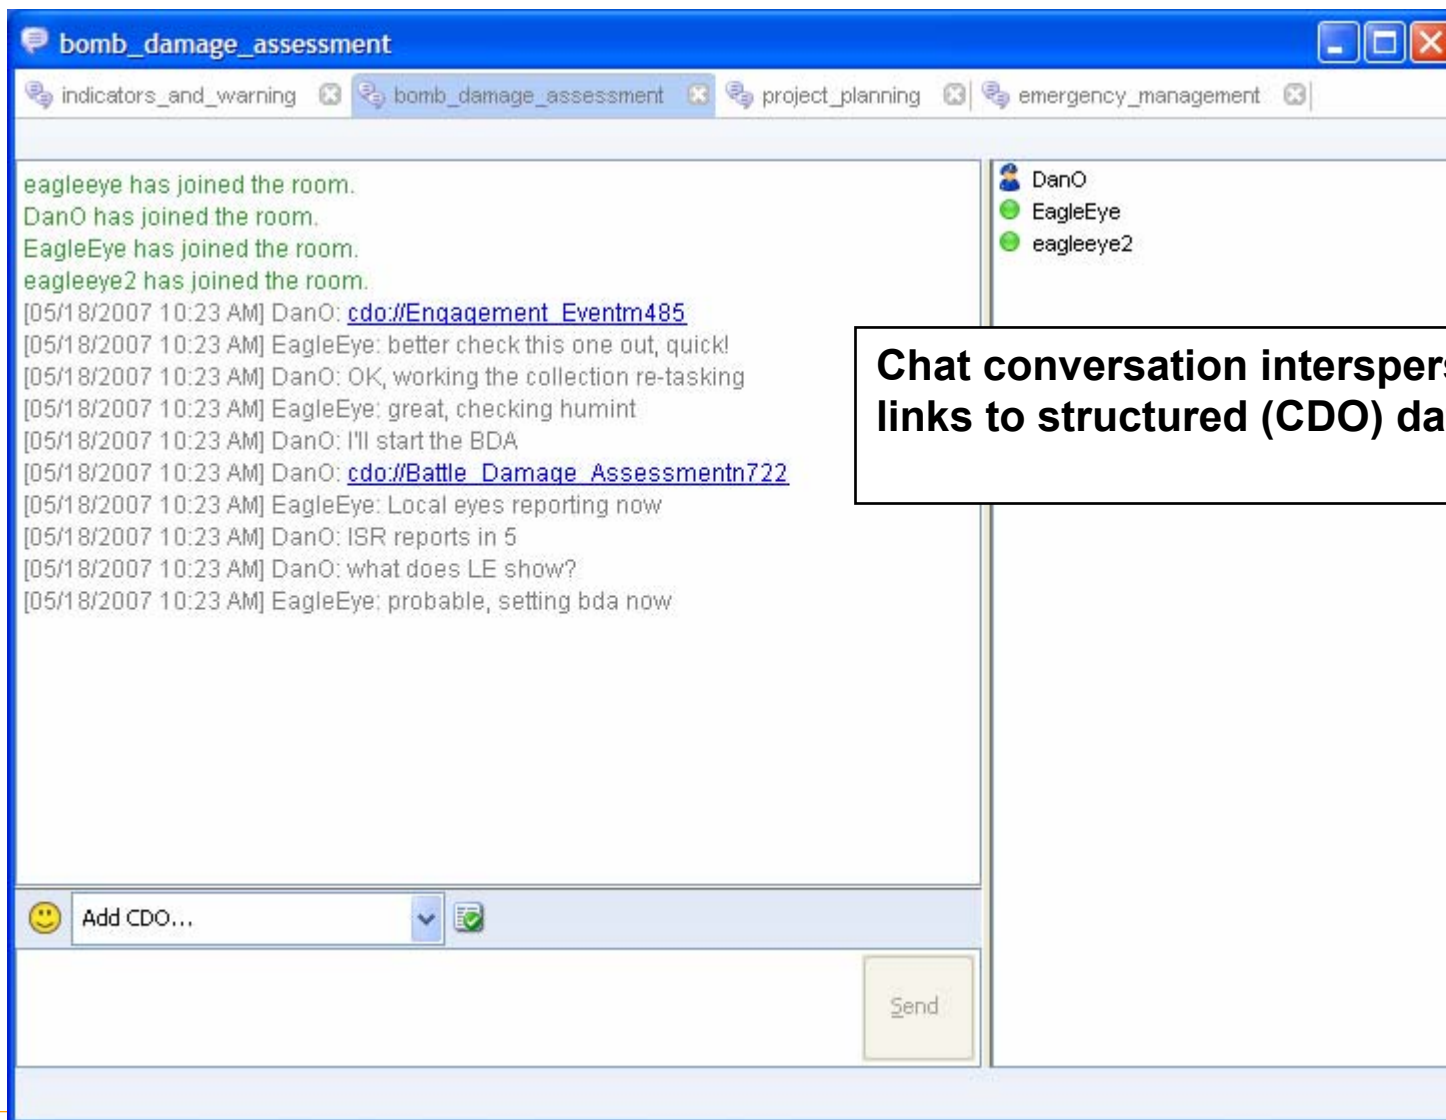 bomb_damage_assessment
indicators_and_warning bomb_damage_assessment project_planning emergency_management
eagleeye has joined the room.
DanO has joined the room.
EagleEye has joined the room.
eagleeye2 has joined the room.
[05/18/2007 10:23 AM] DanO: cdo://Engagement_Eventm485
[05/18/2007 10:23 AM] EagleEye: better check this one out, quick!
[05/18/2007 10:23 AM] DanO: OK, working the collection re-tasking
[05/18/2007 10:23 AM] EagleEye: great, checking humint
[05/18/2007 10:23 AM] DanO: I'll start the BDA
[05/18/2007 10:23 AM] DanO: cdo://Battle_Damage_Assessmentn722
[05/18/2007 10:23 AM] EagleEye: Local eyes reporting now
[05/18/2007 10:23 AM] DanO: ISR reports in 5
[05/18/2007 10:23 AM] DanO: what does LE show?
[05/18/2007 10:23 AM] EagleEye: probable, setting bda now
DanO
EagleEye
eagleeye2
Chat conversation interspers
links to structured (CDO) da
Add CDO...
Send